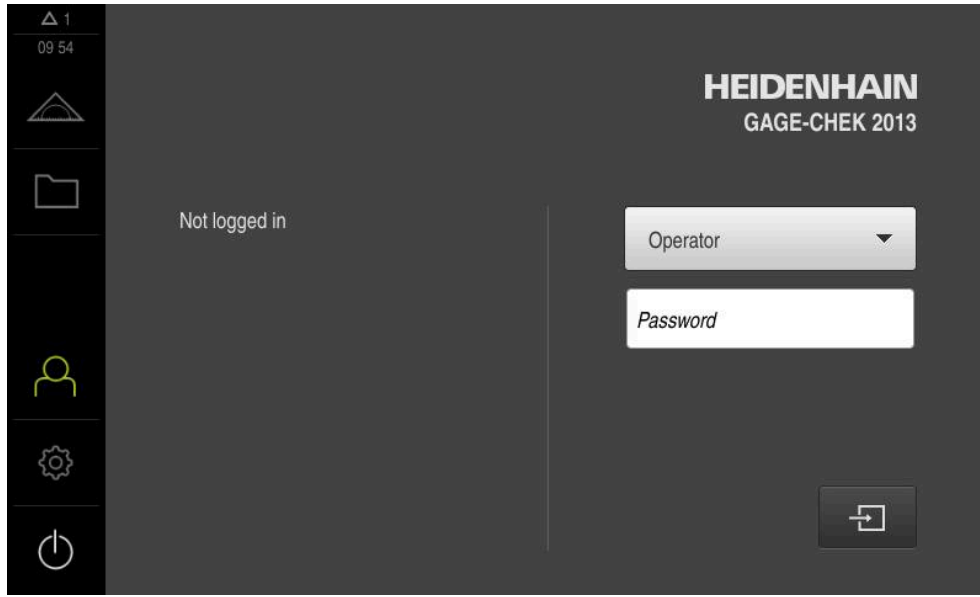 1
09 54
HEIDENHAIN
GAGE-CHEK 2013
Not logged in
Operator
Password